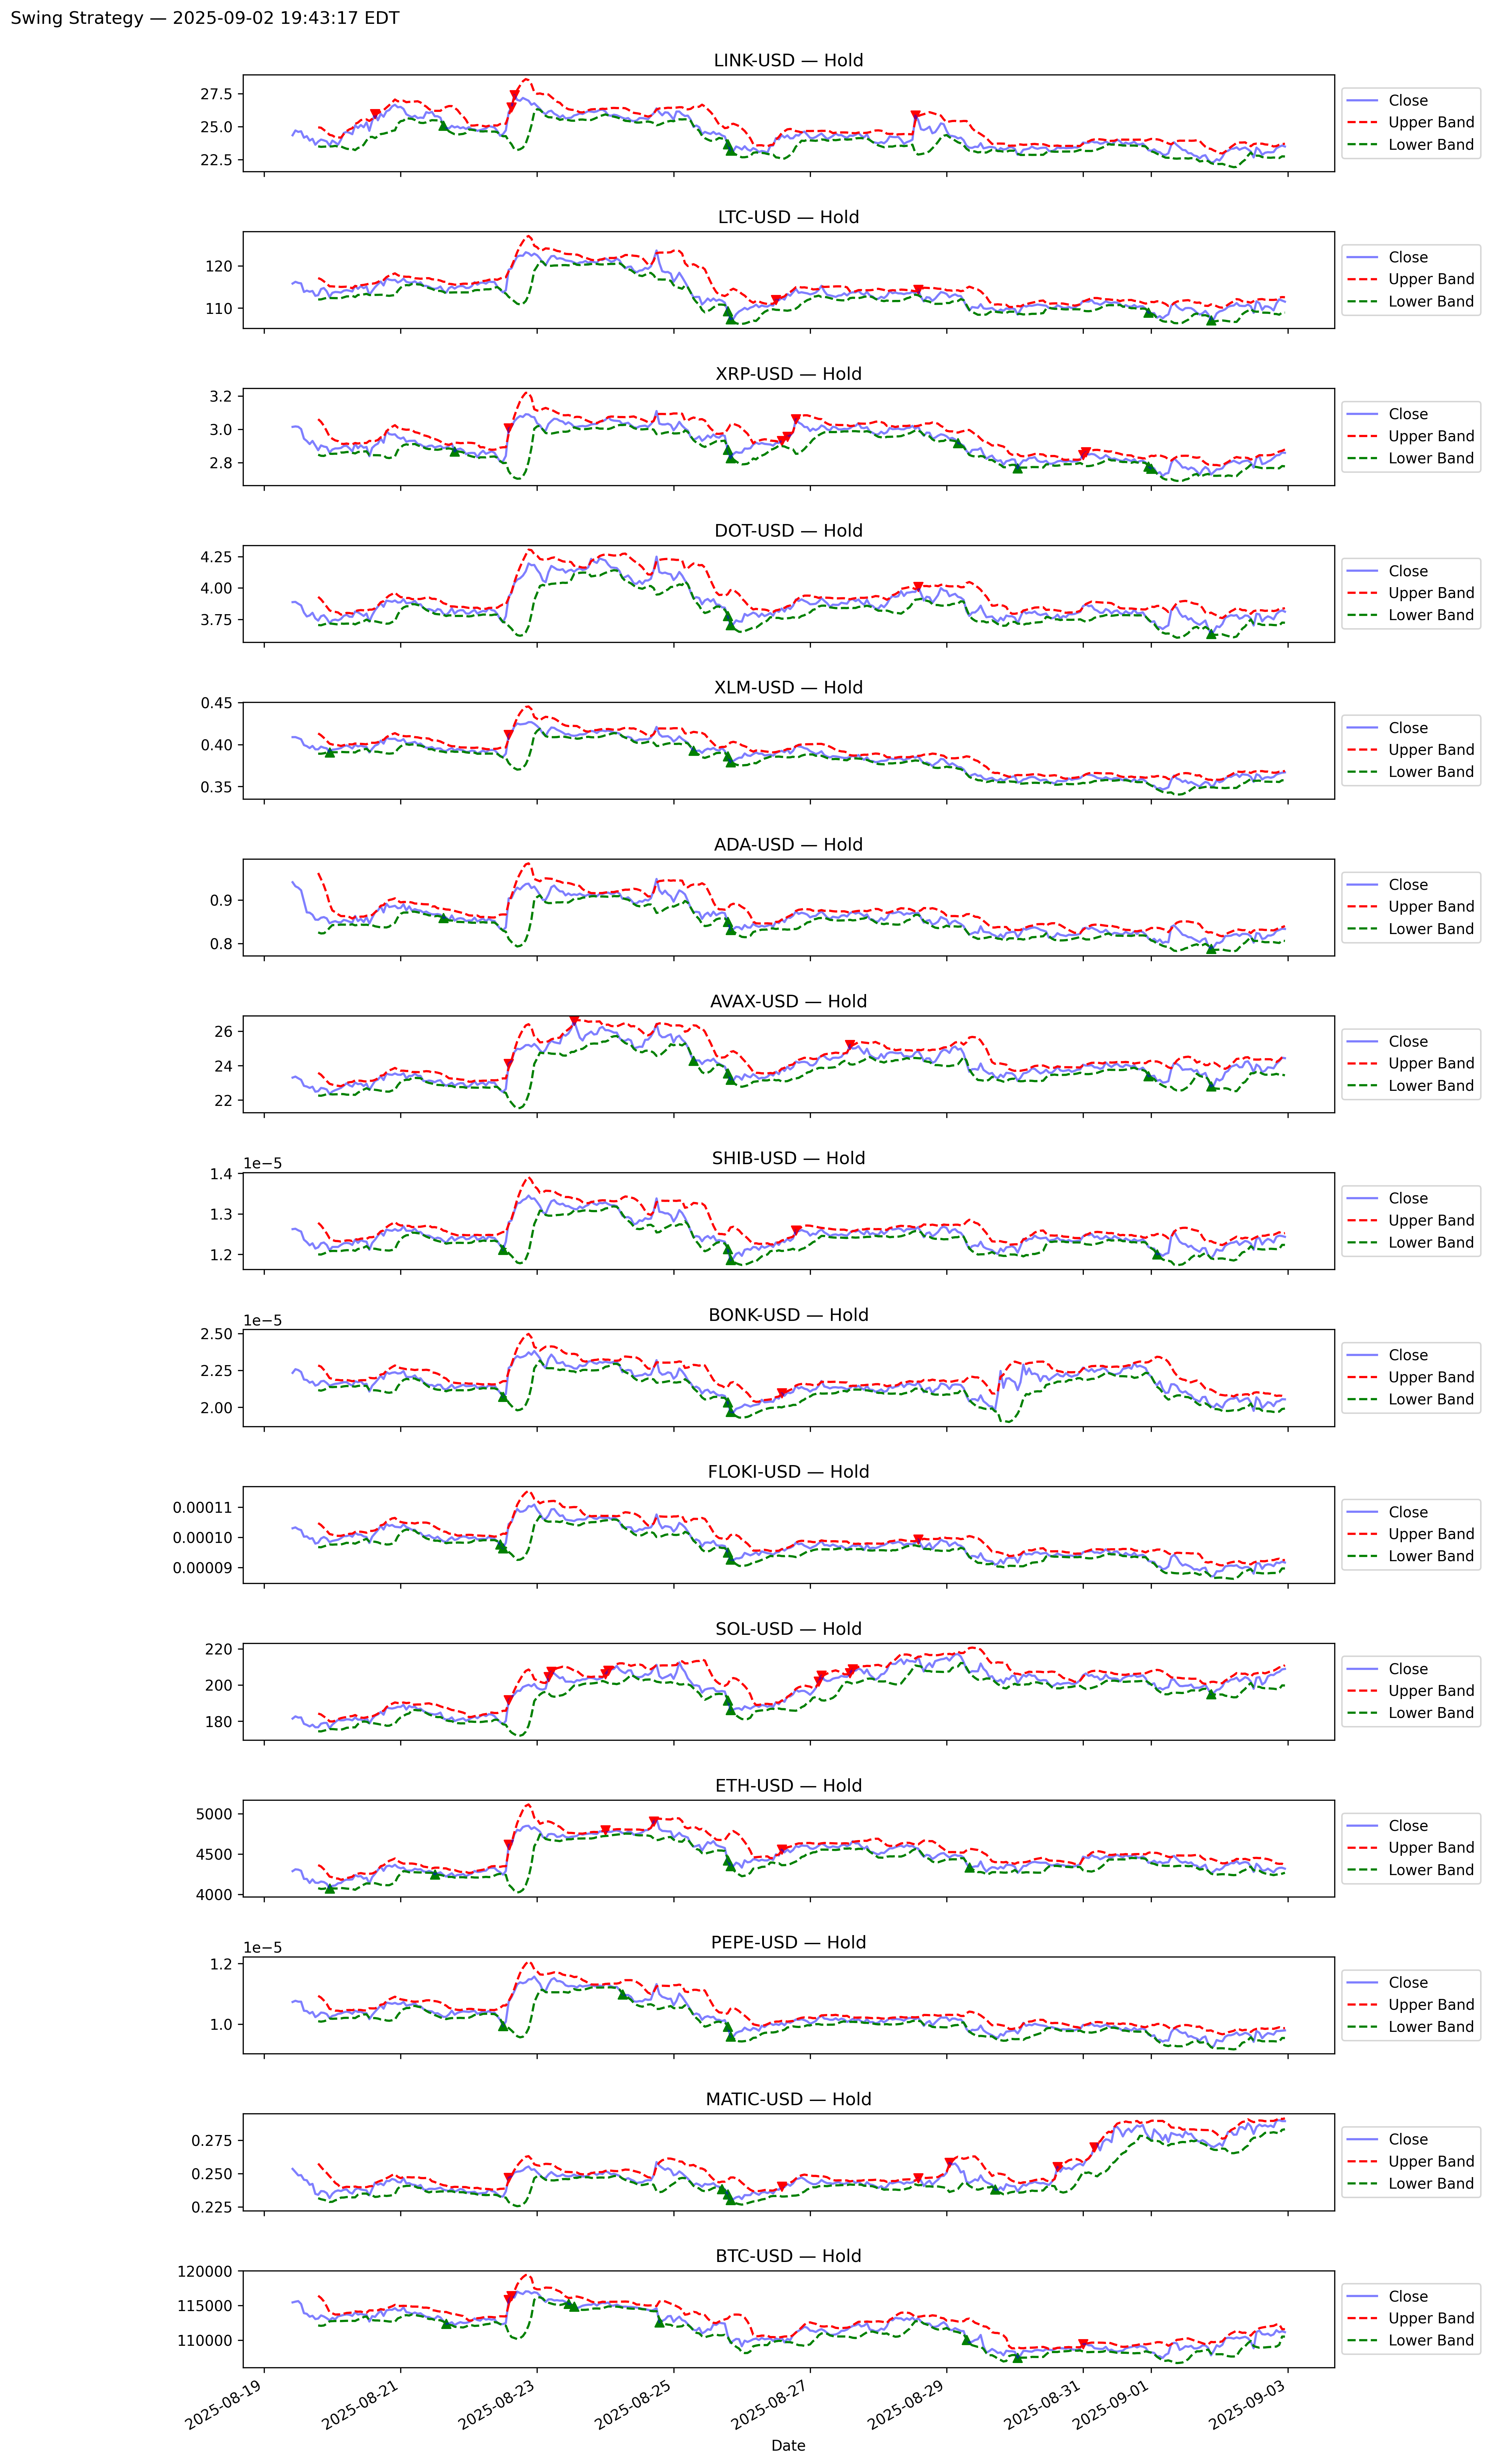 Swing Strategy — 2025-09-02 19:43:17 EDT
LINK-USD — Hold
27.5
25.0
22.5
Close
Upper Band
Lower Band
LTC-USD — Hold
120
110
Close
Upper Band
Lower Band
XRP-USD — Hold
3.2
3.0
2.8
Close
Upper Band
Lower Band
DOT-USD — Hold
4.25
4.00
3.75
Close
Upper Band
Lower Band
XLM-USD — Hold
0.45
0.40
0.35
Close
Upper Band
Lower Band
ADA-USD — Hold
0.9
0.8
Close
Upper Band
Lower Band
AVAX-USD — Hold
26
24
22
Close
Upper Band
Lower Band
SHIB-USD — Hold
1e−5
1.4
1.3
1.2
Close
Upper Band
Lower Band
BONK-USD — Hold
1e−5
2.50
2.25
2.00
Close
Upper Band
Lower Band
FLOKI-USD — Hold
0.00011
0.00010
0.00009
Close
Upper Band
Lower Band
SOL-USD — Hold
220
200
180
Close
Upper Band
Lower Band
ETH-USD — Hold
5000
4500
4000
Close
Upper Band
Lower Band
PEPE-USD — Hold
1e−5
1.2
1.0
Close
Upper Band
Lower Band
MATIC-USD — Hold
0.275
0.250
0.225
Close
Upper Band
Lower Band
BTC-USD — Hold
120000
115000
110000
Close
Upper Band
Lower Band
2025-08-19
2025-08-21
2025-08-23
2025-08-25
2025-08-27
2025-08-29
2025-08-31
2025-09-01
2025-09-03
Date